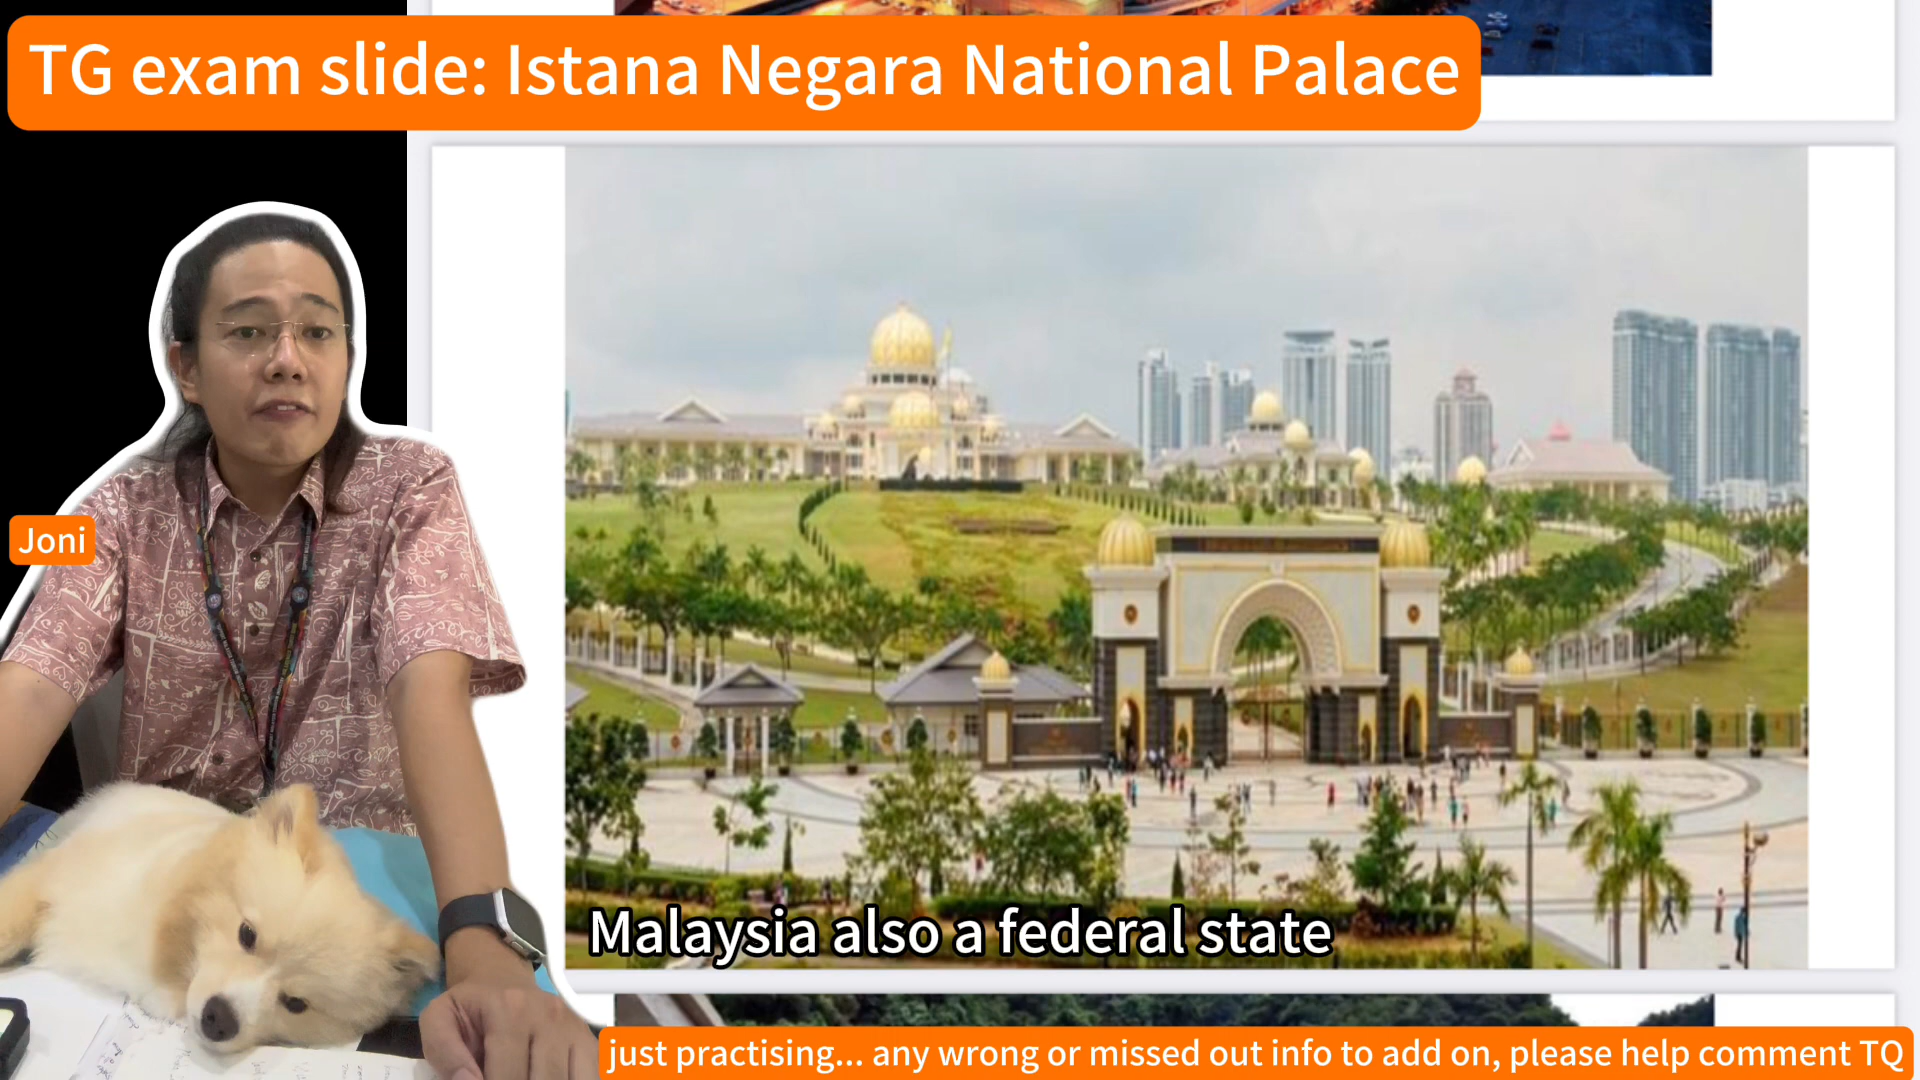 TG exam slide: Istana Negara National Palace
Joni
Malaysia also a federal state
just practising... any wrong or missed out info to add on, please help comment TQ